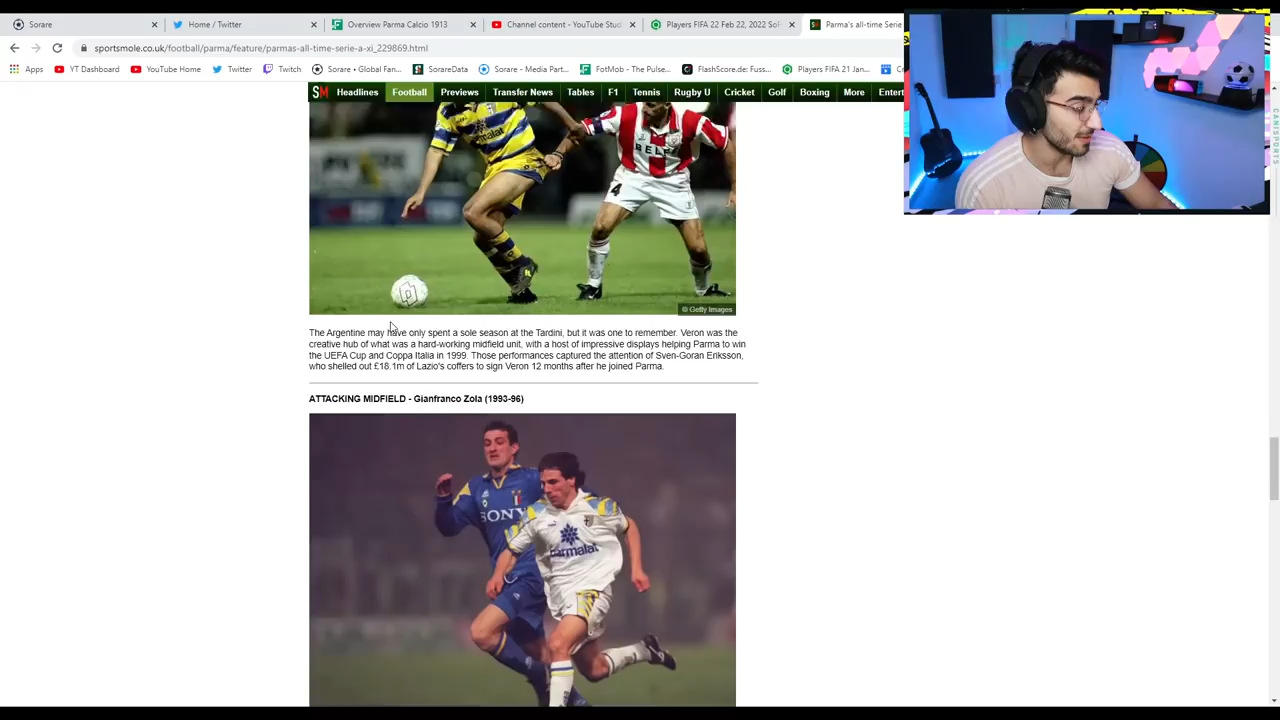 Sorare
Home / Twitter
Overview Parma Calcio 1913
Channel content - YouTube Stud
Players FIFA 22 Feb 22, 2022 SoF
Parma's all-time Serie
sportsmole.co.uk/football/parma/feature/parmas-all-time-serie-a-xi_229869.html
Apps
YT Dashboard
YouTube Home
Twitter
Twitch
Sorare • Global Fan...
SorareData
Sorare - Media Part...
FotMob - The Pulse...
FlashScore.de: Fuss...
Players FIFA 21 Jan...
SM
Headlines
Football
Previews
Transfer News
Tables
F1
Tennis
Rugby U
Cricket
Golf
Boxing
More
Entert
CANISPORTS
Parmalat
4
© Getty Images
The Argentine may have only spent a sole season at the Tardini, but it was one to remember. Veron was the
creative hub of what was a hard-working midfield unit, with a host of impressive displays helping Parma to win
the UEFA Cup and Coppa Italia in 1999. Those performances captured the attention of Sven-Goran Eriksson,
who shelled out £18.1m of Lazio's coffers to sign Veron 12 months after he joined Parma.
ATTACKING MIDFIELD - Gianfranco Zola (1993-96)
SONY
parmalat